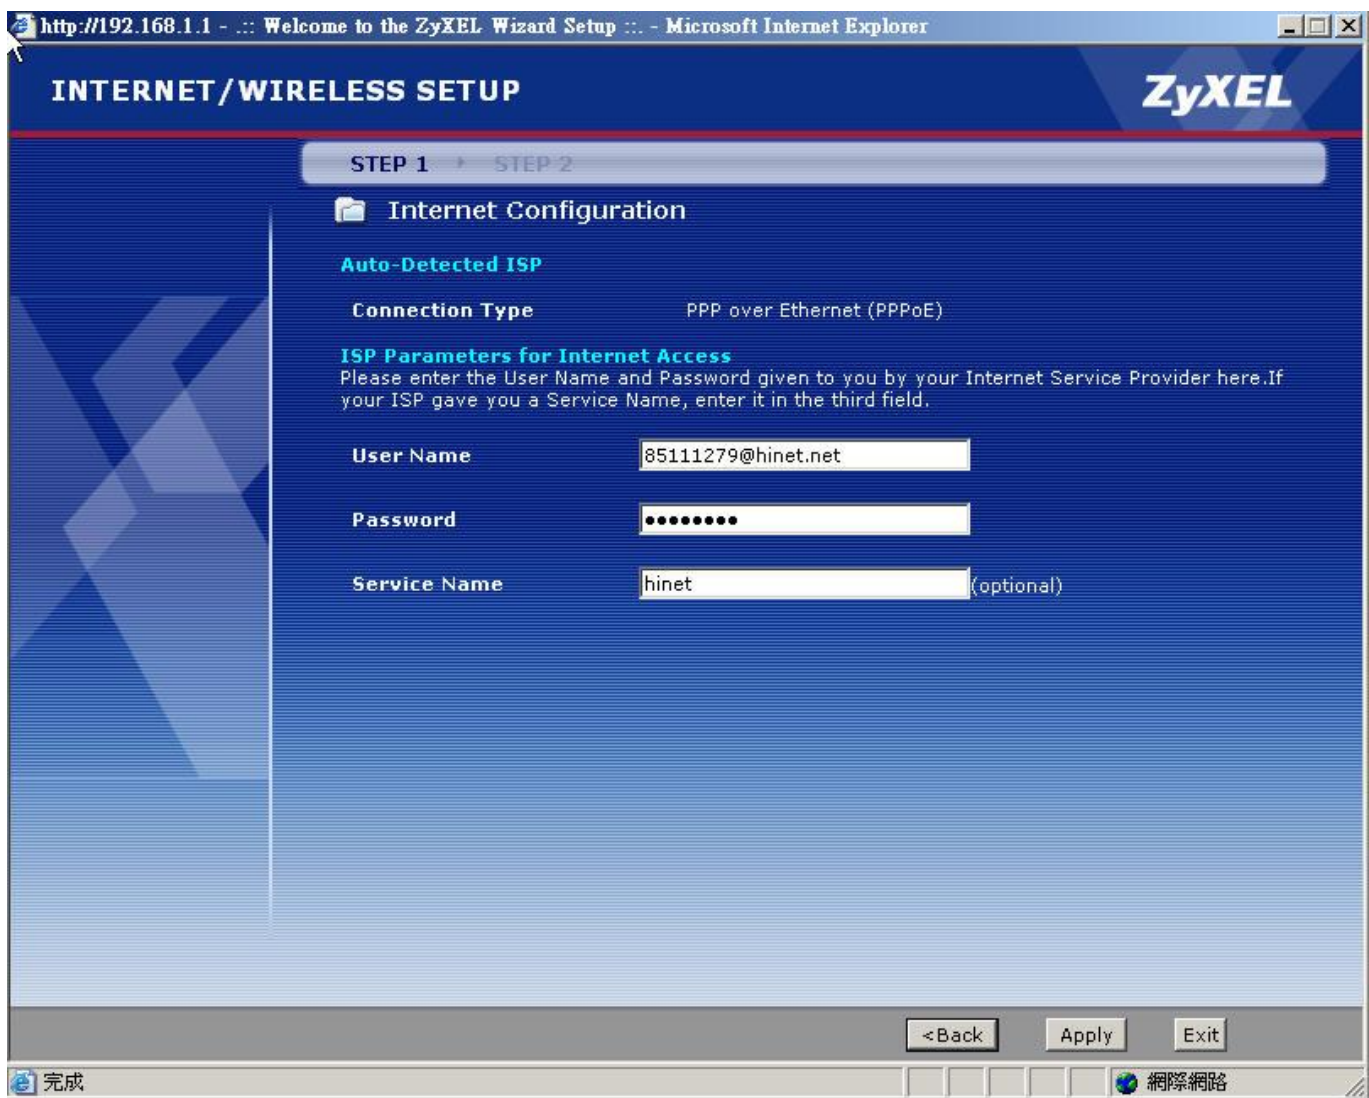 http://192.168.1.1 - .:: Welcome to the ZyXEL Wizard Setup ::. - Microsoft Internet Explorer
INTERNET/WIRELESS SETUP
ZyXEL
STEP 1 STEP 2
Internet Configuration
Auto-Detected ISP
Connection Type PPP over Ethernet (PPPoE)
ISP Parameters for Internet Access
Please enter the User Name and Password given to you by your Internet Service Provider here.If
your ISP gave you a Service Name, enter it in the third field.
User Name 85111279@hinet.net
Password ●●●●●●●●
Service Name hinet (optional)
<Back Apply Exit
完成 網際網路